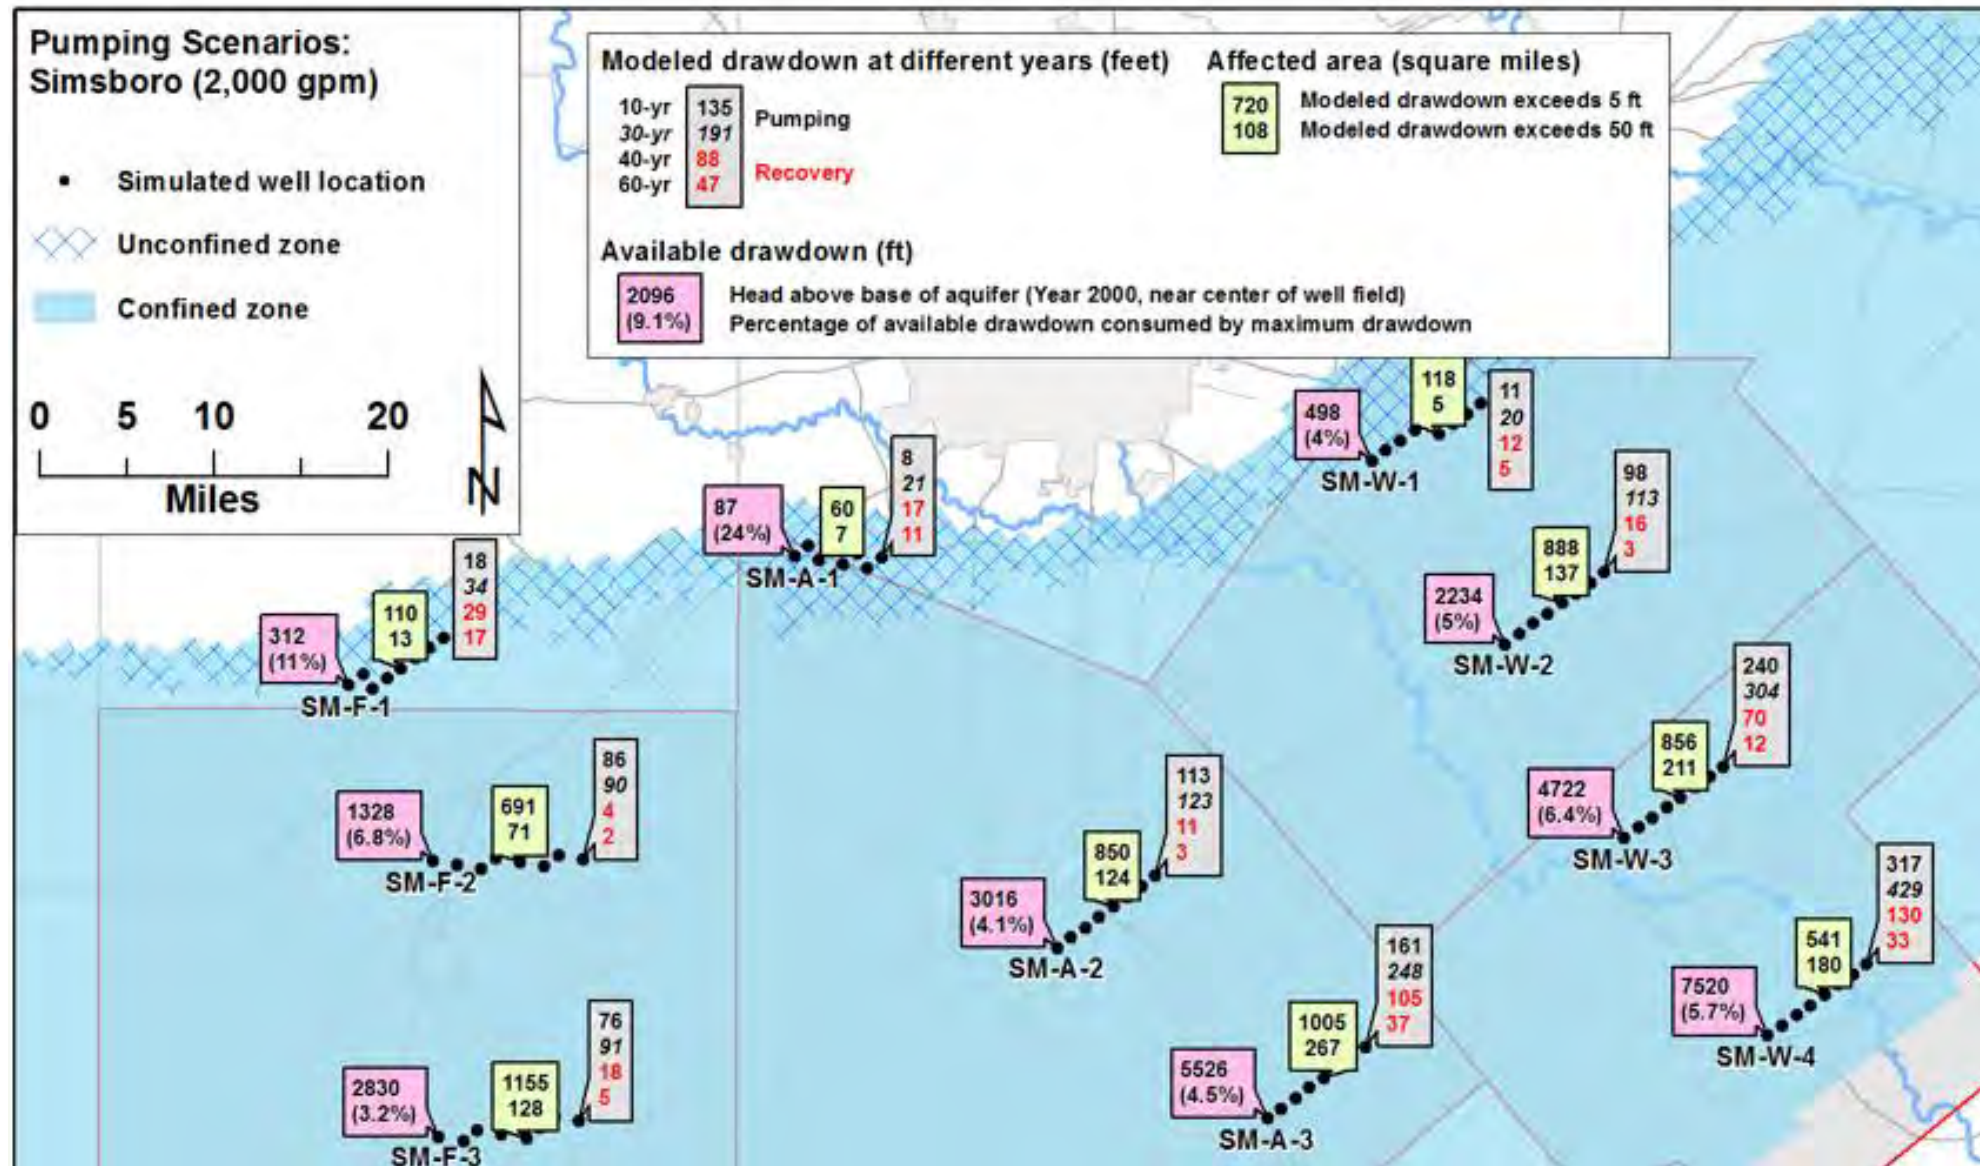 Pumping Scenarios:
Simsboro (2,000 gpm)
Simulated well location
Unconfined zone
Confined zone
0 5 10 20
Miles
N
Modeled drawdown at different years (feet)
10-yr 135
30-yr 191
40-yr 88
60-yr 47
Pumping
Recovery
Affected area (square miles)
720 Modeled drawdown exceeds 5 ft
108 Modeled drawdown exceeds 50 ft
Available drawdown (ft)
2096 Head above base of aquifer (Year 2000, near center of well field)
(9.1%) Percentage of available drawdown consumed by maximum drawdown
498
(4%)
118
5
11
20
12
5
SM-W-1
87
(24%)
60
7
8
21
17
11
SM-A-1
98
113
16
3
888
137
2234
(5%)
SM-W-2
312
(11%)
110
13
18
34
29
17
SM-F-1
240
304
70
12
856
211
4722
(6.4%)
SM-W-3
1328
(6.8%)
691
71
86
90
4
2
SM-F-2
3016
(4.1%)
850
124
113
123
11
3
SM-A-2
317
429
130
33
541
180
7520
(5.7%)
SM-W-4
161
248
105
37
1005
267
5526
(4.5%)
SM-A-3
2830
(3.2%)
1155
128
76
91
18
5
SM-F-3